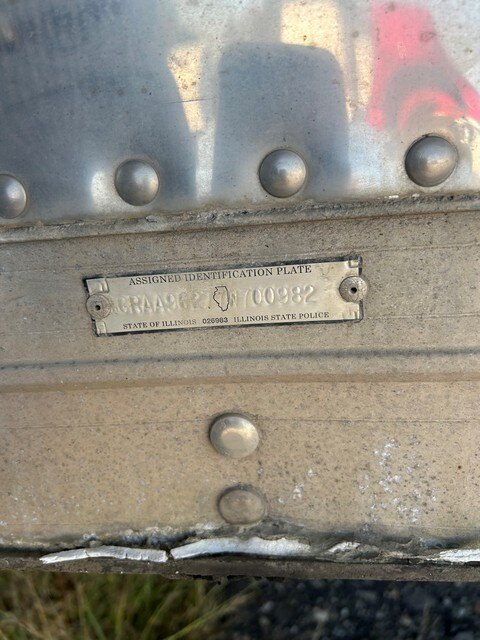 ASSIGNED IDENTIFICATION PLATE
700982
STATE OF ILLINOIS 026983 ILLINOIS STATE POLICE